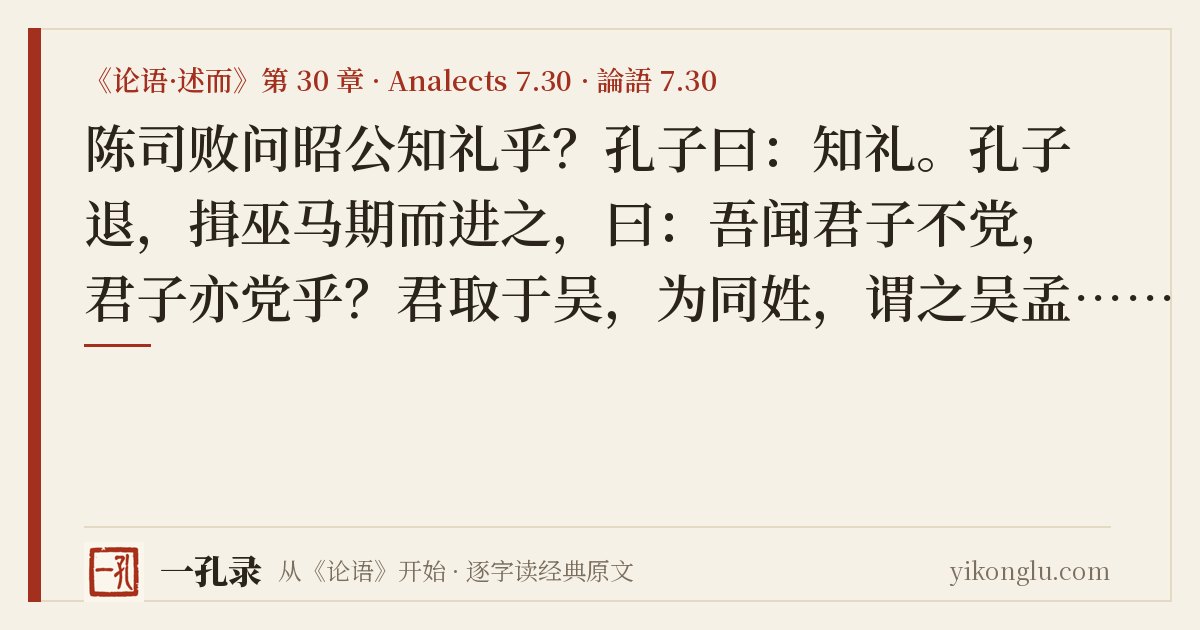 《论语·述而》第 30 章 · Analects 7.30 · 論語 7.30
陈司败问昭公知礼乎？孔子曰：知礼。孔子
退，揖巫马期而进之，曰：吾闻君子不党，
君子亦党乎？君取于吴，为同姓，谓之吴孟……
一孔
一孔录 从《论语》开始 · 逐字读经典原文 yikonglu.com